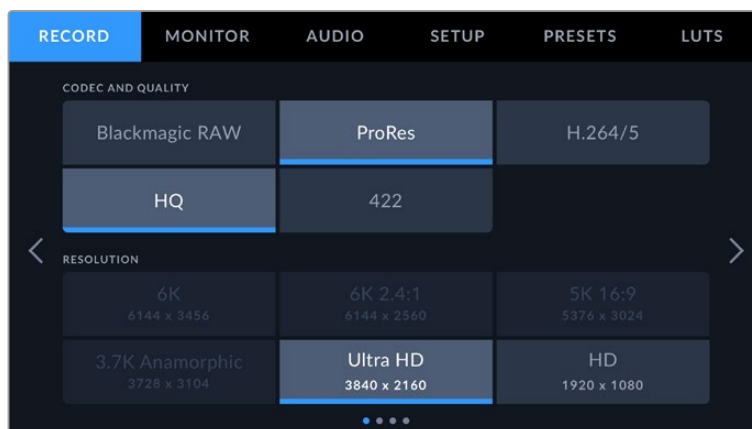 RECORD MONITOR AUDIO SETUP PRESETS LUTS
CODEC AND QUALITY
Blackmagic RAW ProRes H.264/5
HQ 422
RESOLUTION
6K 6K 2.4:1 5K 16:9
6144 x 3456 6144 x 2560 5376 x 3024
3.7K Anamorphic Ultra HD HD
3728 x 3104 3840 x 2160 1920 x 1080